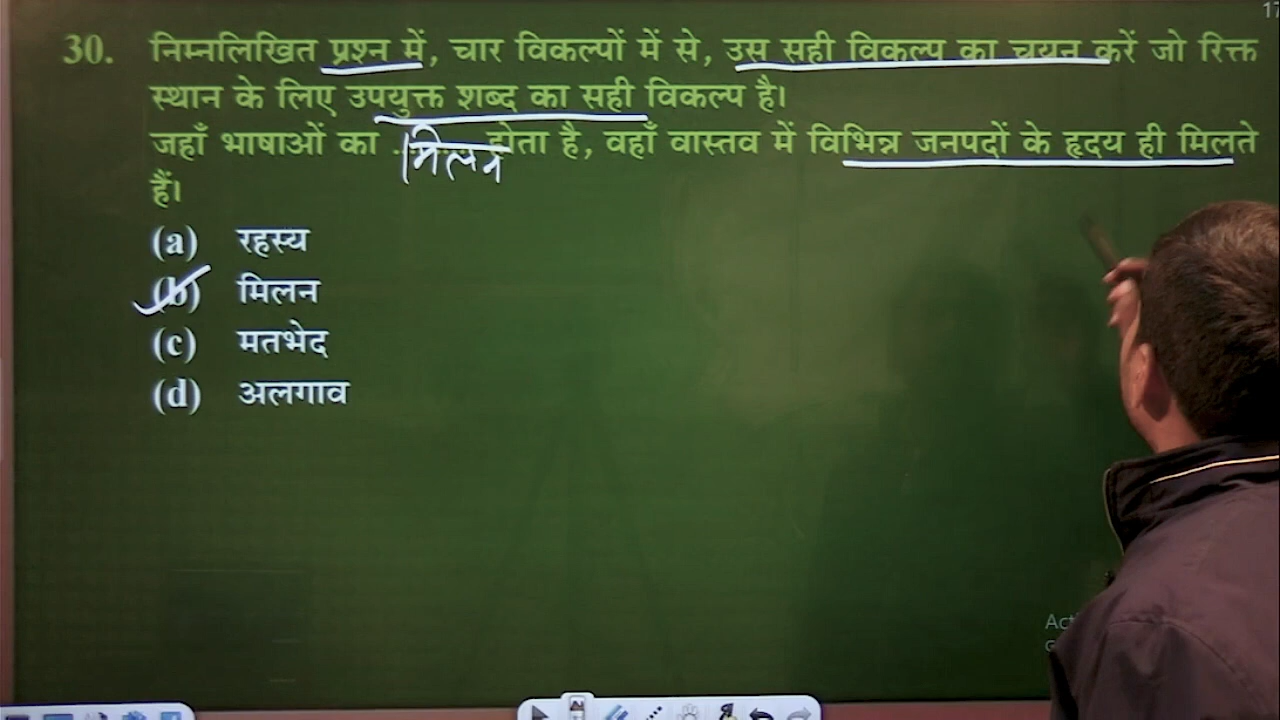 17
30. निम्नलिखित प्रश्न में, चार विकल्पों में से, उस सही विकल्प का चयन करें जो रिक्त
स्थान के लिए उपयुक्त शब्द का सही विकल्प है।
जहाँ भाषाओं का मिलन होता है, वहाँ वास्तव में विभिन्न जनपदों के हृदय ही मिलते
हैं।
(a) रहस्य
(b) मिलन
(c) मतभेद
(d) अलगाव